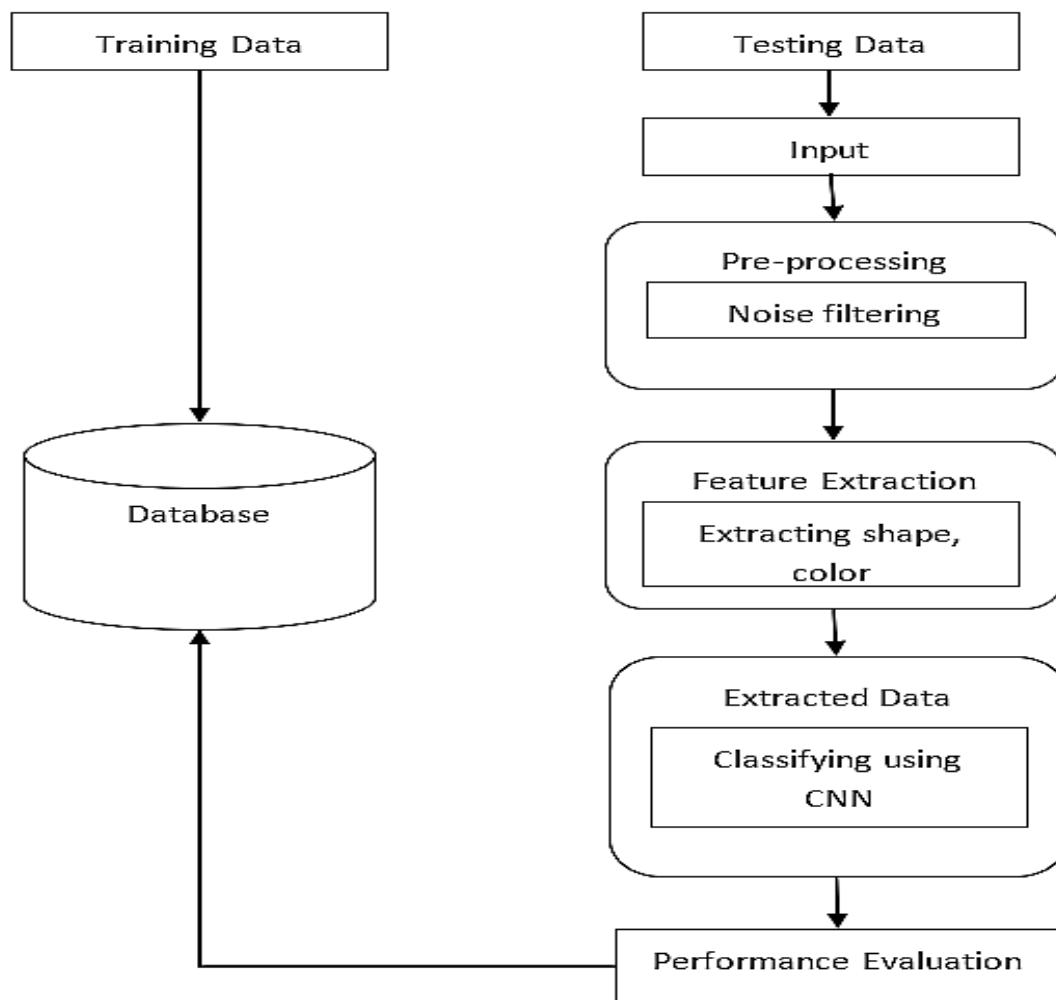 Training Data
Testing Data
Input
Pre-processing
Noise filtering
Database
Feature Extraction
Extracting shape,
color
Extracted Data
Classifying using
CNN
Performance Evaluation